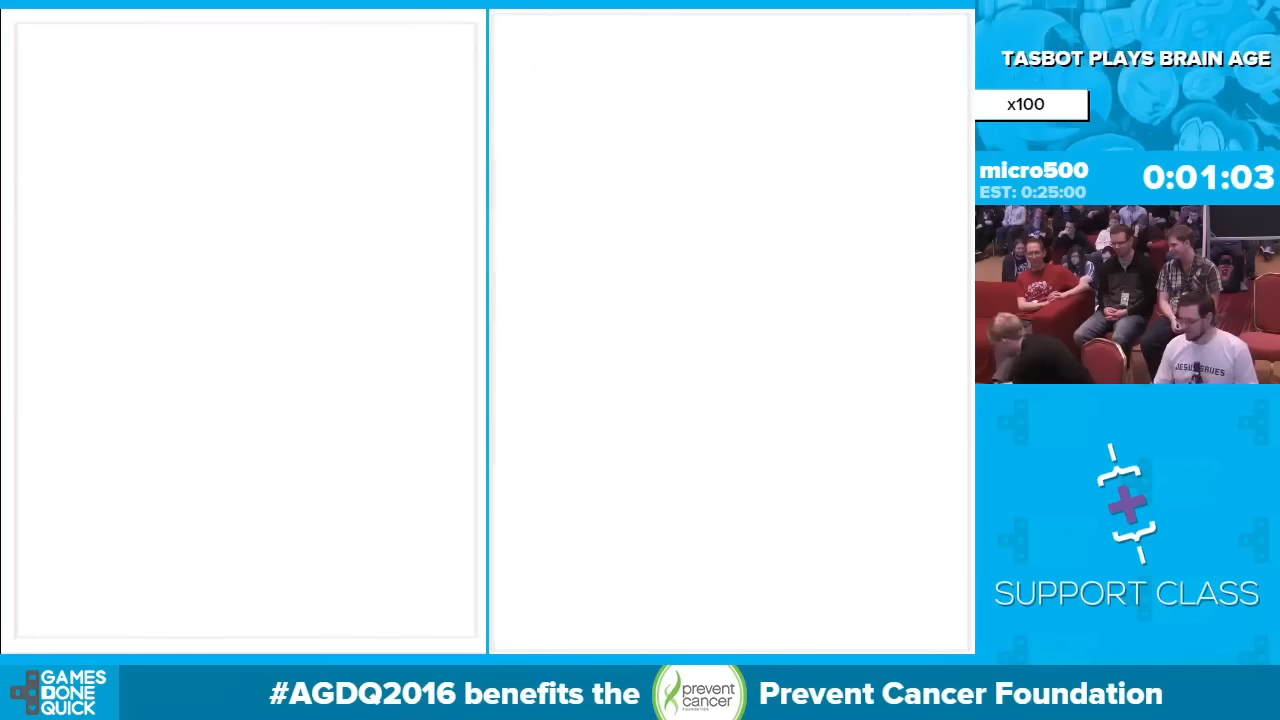 TASBOT PLAYS BRAIN AGE
x100
micro500
0:01:03
EST: 0:25:00
SUPPORT CLASS
GAMES
DONE
QUICK
#AGDQ2016 benefits the
prevent
cancer
FOUNDATION
Prevent Cancer Foundation